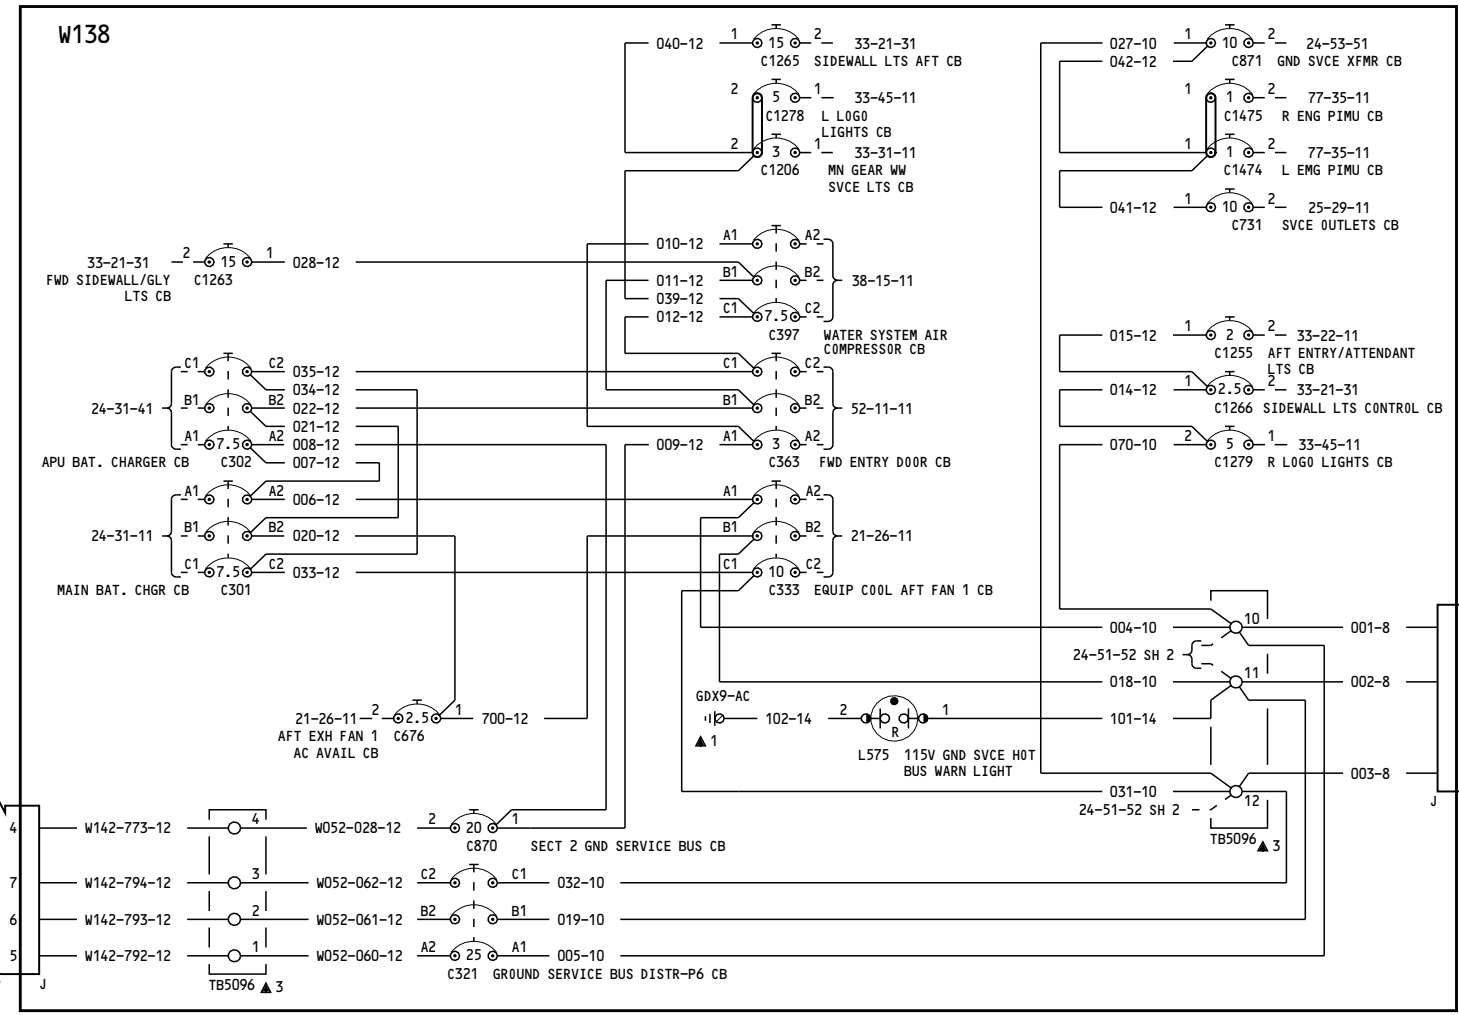 W138
040-12 1 15 2 33-21-31
C1265 SIDEWALL LTS AFT CB
2 5 1 33-45-11
C1278 L LOGO
LIGHTS CB
2 3 1 33-31-11
C1206 MN GEAR WW
SVCE LTS CB
027-10 1 10 2 24-53-51
042-12 C871 GND SVCE XFMR CB
1 1 2 77-35-11
C1475 R ENG PIMU CB
1 1 2 77-35-11
C1474 L EMG PIMU CB
041-12 1 10 2 25-29-11
C731 SVCE OUTLETS CB
33-21-31 2 15 1 028-12
FWD SIDEWALL/GLY C1263
LTS CB
010-12 A1 A2
011-12 B1 B2 38-15-11
039-12
012-12 C1 7.5 C2
C397 WATER SYSTEM AIR
COMPRESSOR CB
015-12 1 2 2 33-22-11
C1255 AFT ENTRY/ATTENDANT
LTS CB
014-12 1 2.5 2 33-21-31
C1266 SIDEWALL LTS CONTROL CB
070-10 2 5 1 33-45-11
C1279 R LOGO LIGHTS CB
C1 C2 035-12
034-12
24-31-41 B1 B2 022-12
021-12
A1 7.5 A2 008-12
APU BAT. CHARGER CB C302 007-12
C1 C2
B1 B2 52-11-11
009-12 A1 3 A2
C363 FWD ENTRY DOOR CB
A1 A2 006-12
24-31-11 B1 B2 020-12
C1 7.5 C2 033-12
MAIN BAT. CHGR CB C301
A1 A2
B1 B2 21-26-11
C1 10 C2
C333 EQUIP COOL AFT FAN 1 CB
004-10 10 001-8
24-51-52 SH 2
018-10 11 002-8
GDX9-AC
102-14 2 R 1 101-14
1
L575 115V GND SVCE HOT
BUS WARN LIGHT
003-8
031-10 12
24-51-52 SH 2
TB5096 3
J
21-26-11 2 2.5 1 700-12
AFT EXH FAN 1 C676
AC AVAIL CB
4 W142-773-12 4 W052-028-12 2 20 1
C870 SECT 2 GND SERVICE BUS CB
7 W142-794-12 3 W052-062-12 C2 C1 032-10
6 W142-793-12 2 W052-061-12 B2 B1 019-10
5 W142-792-12 1 W052-060-12 A2 25 A1 005-10
C321 GROUND SERVICE BUS DISTR-P6 CB
J TB5096 3